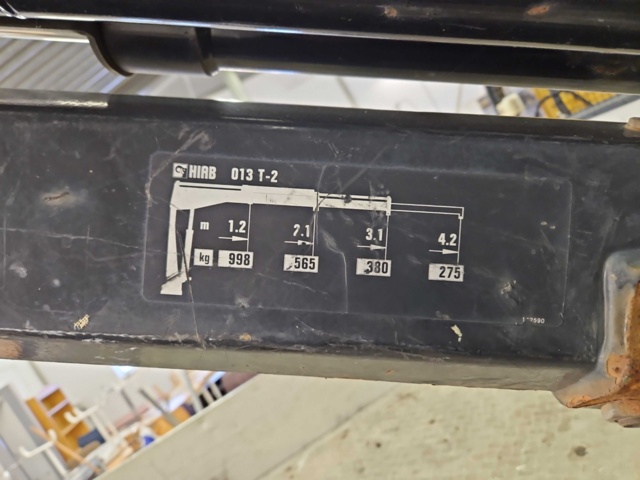 HIAB 013 T-2
m 1.2 2.1 3.1 4.2
kg 998 565 380 275